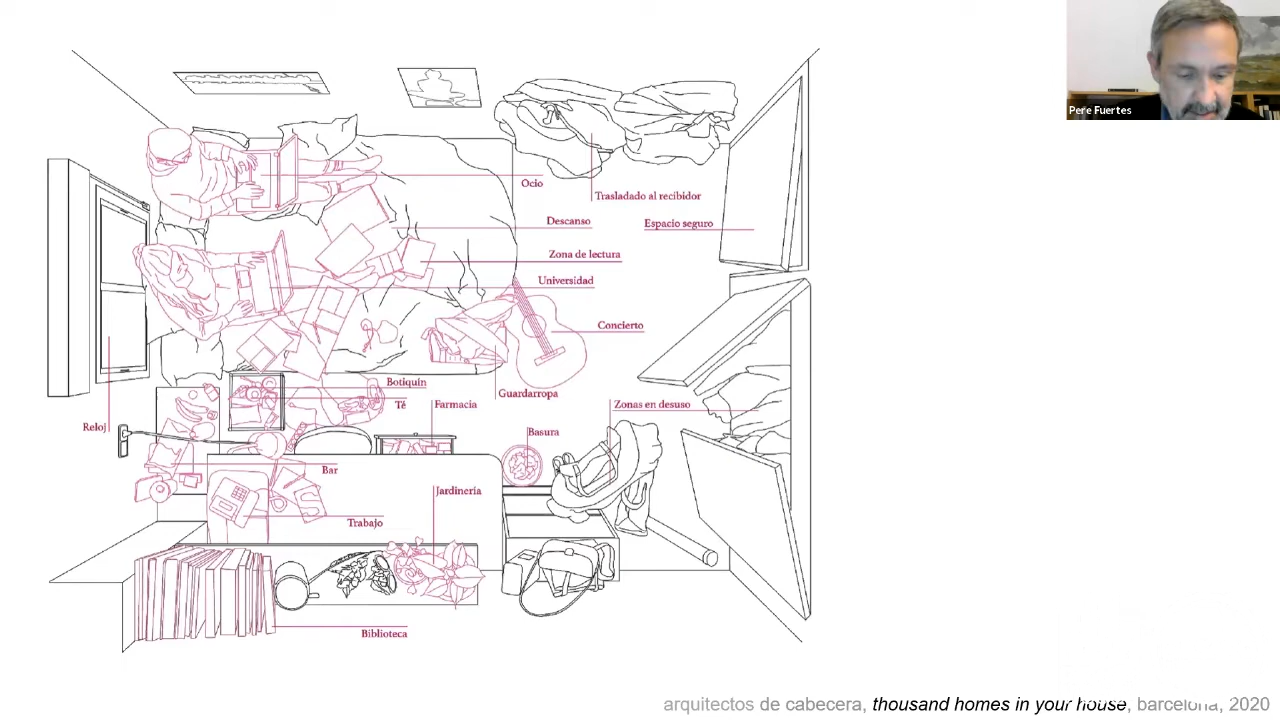 Pere Fuertes
Ocio
Trasladado al recibidor
Descanso
Espacio seguro
Zona de lectura
Universidad
Concierto
Botiquín
Guardarropa
Té
Farmacia
Zonas en desuso
Reloj
Basura
Bar
Jardinería
Trabajo
Biblioteca
arquitectos de cabecera, thousand homes in your house, barcelona, 2020